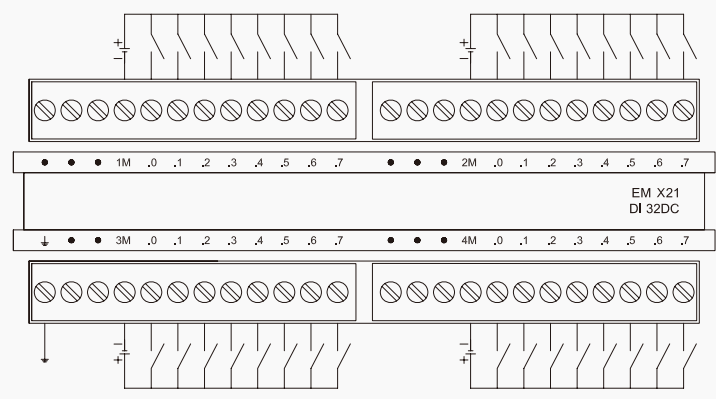 + +
− −
● ● ● 1M .0 .1 .2 .3 .4 .5 .6 .7 ● ● ● 2M .0 .1 .2 .3 .4 .5 .6 .7
EM X21
DI 32DC
● ● 3M .0 .1 .2 .3 .4 .5 .6 .7 ● ● ● 4M .0 .1 .2 .3 .4 .5 .6 .7
− −
+ +